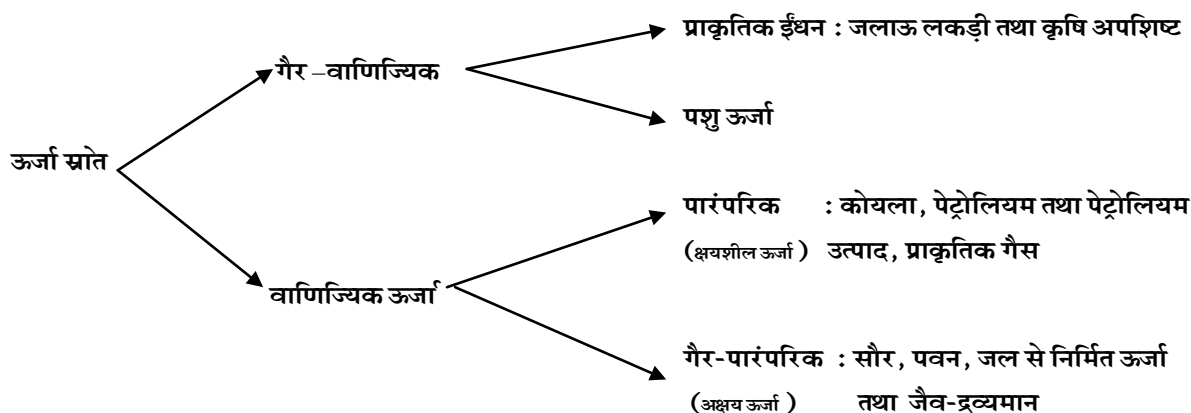 प्राकृतिक ईंधन : जलाऊ लकड़ी तथा कृषि अपशिष्ट
गैर –वाणिज्यिक
पशु ऊर्जा
ऊर्जा स्रोत
पारंपरिक : कोयला, पेट्रोलियम तथा पेट्रोलियम
(क्षयशील ऊर्जा) उत्पाद, प्राकृतिक गैस
वाणिज्यिक ऊर्जा
गैर-पारंपरिक : सौर, पवन, जल से निर्मित ऊर्जा
(अक्षय ऊर्जा) तथा जैव-द्रव्यमान